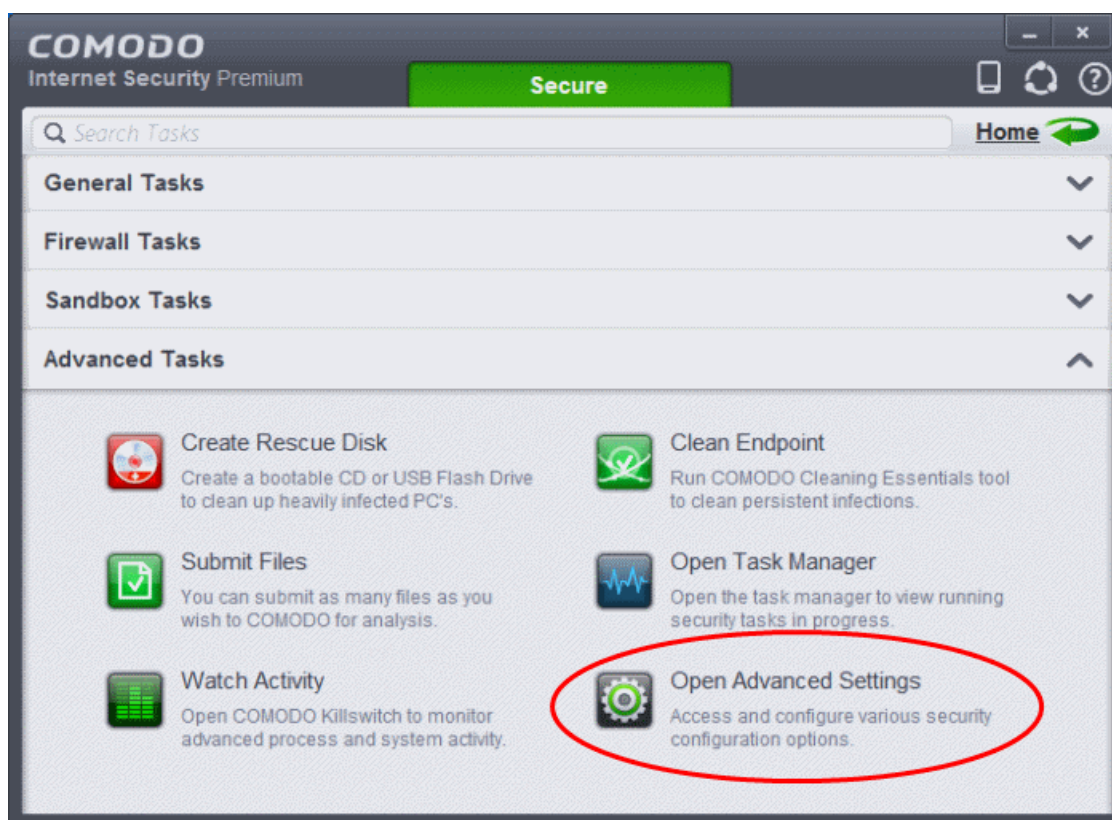 COMODO
Internet Security Premium
Secure
Search Tasks
Home
General Tasks
Firewall Tasks
Sandbox Tasks
Advanced Tasks
Create Rescue Disk
Create a bootable CD or USB Flash Drive
to clean up heavily infected PC's.
Clean Endpoint
Run COMODO Cleaning Essentials tool
to clean persistent infections.
Submit Files
You can submit as many files as you
wish to COMODO for analysis.
Open Task Manager
Open the task manager to view running
security tasks in progress.
Watch Activity
Open COMODO Killswitch to monitor
advanced process and system activity.
Open Advanced Settings
Access and configure various security
configuration options.